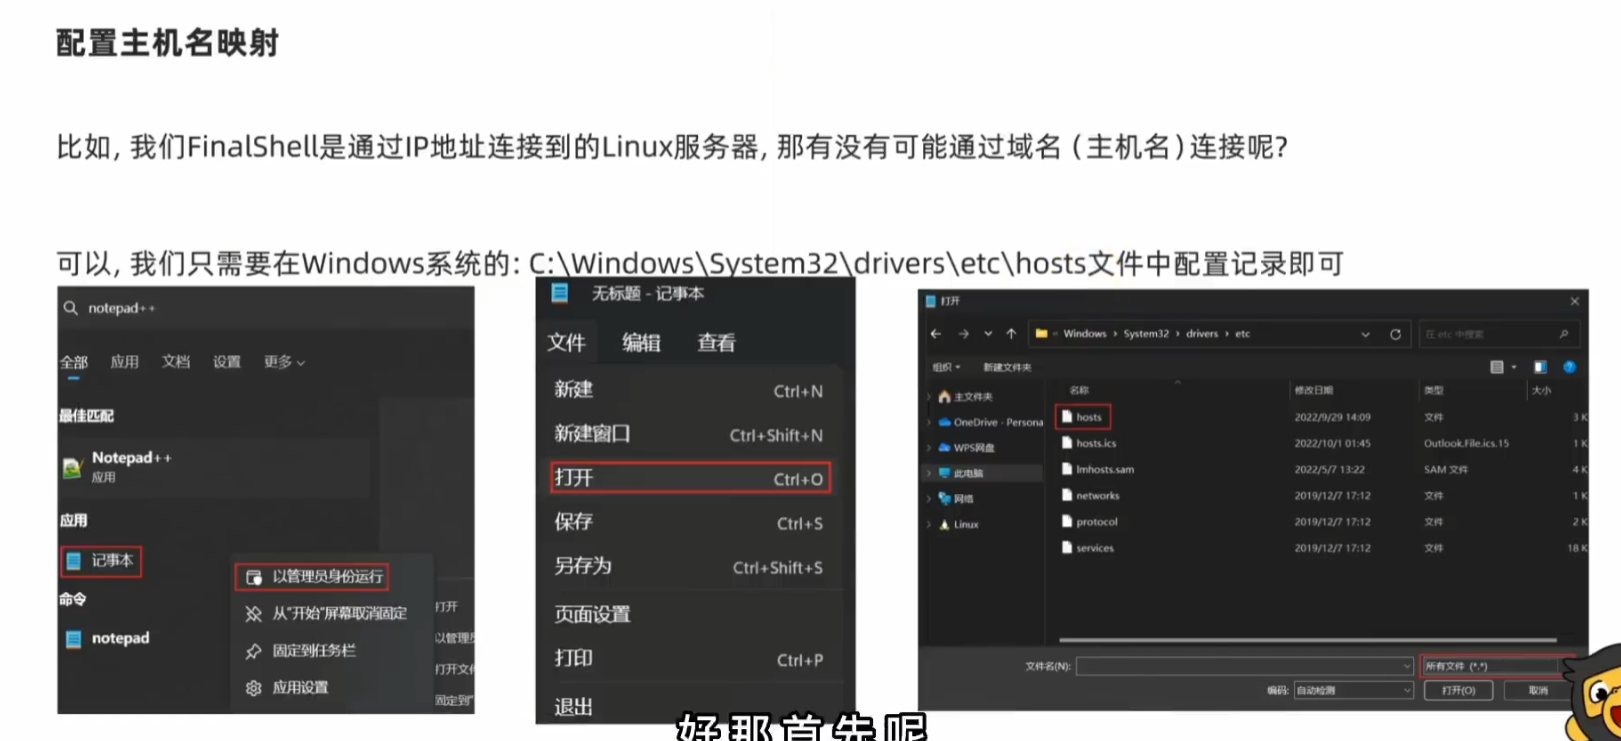 配置主机名映射
比如, 我们FinalShell是通过IP地址连接到的Linux服务器, 那有没有可能通过域名（主机名）连接呢?
可以, 我们只需要在Windows系统的: C:\Windows\System32\drivers\etc\hosts文件中配置记录即可
notepad++
全部 应用 文档 设置 更多
最佳匹配
Notepad++
应用
应用
记事本
命令
notepad
以管理员身份运行
从"开始"屏幕取消固定
固定到任务栏
应用设置
打开
以管理员
打开文件
固定到"
无标题 - 记事本
文件 编辑 查看
新建 Ctrl+N
新建窗口 Ctrl+Shift+N
打开 Ctrl+O
保存 Ctrl+S
另存为 Ctrl+Shift+S
页面设置
打印 Ctrl+P
退出
打开
« Windows › System32 › drivers › etc
在 etc 中搜索
组织 新建文件夹
主文件夹
OneDrive - Persona
WPS网盘
此电脑
网络
Linux
名称 修改日期 类型 大小
hosts 2022/9/29 14:09 文件 3 K
hosts.ics 2022/10/1 01:45 Outlook.File.ics.15 1 K
lmhosts.sam 2022/5/7 13:22 SAM 文件 4 K
networks 2019/12/7 17:12 文件 1 K
protocol 2019/12/7 17:12 文件 2 K
services 2019/12/7 17:12 文件 18 K
文件名(N): 所有文件 (*.*)
编码: 自动检测 打开(O) 取消
好那首先呢